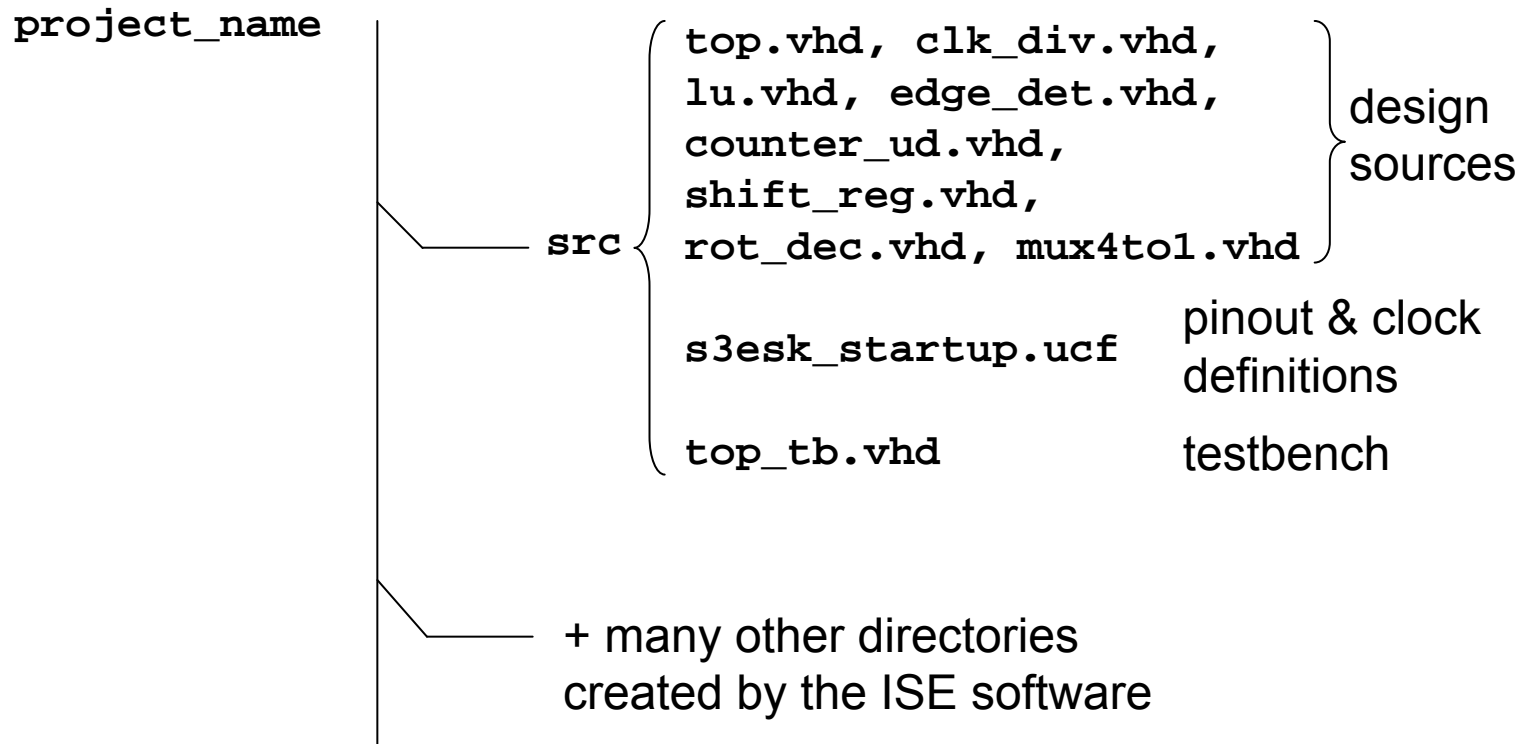 project_name
top.vhd, clk_div.vhd,
lu.vhd, edge_det.vhd,
counter_ud.vhd,
shift_reg.vhd,
rot_dec.vhd, mux4to1.vhd
design
sources
src
s3esk_startup.ucf
pinout & clock
definitions
top_tb.vhd
testbench
+ many other directories
created by the ISE software